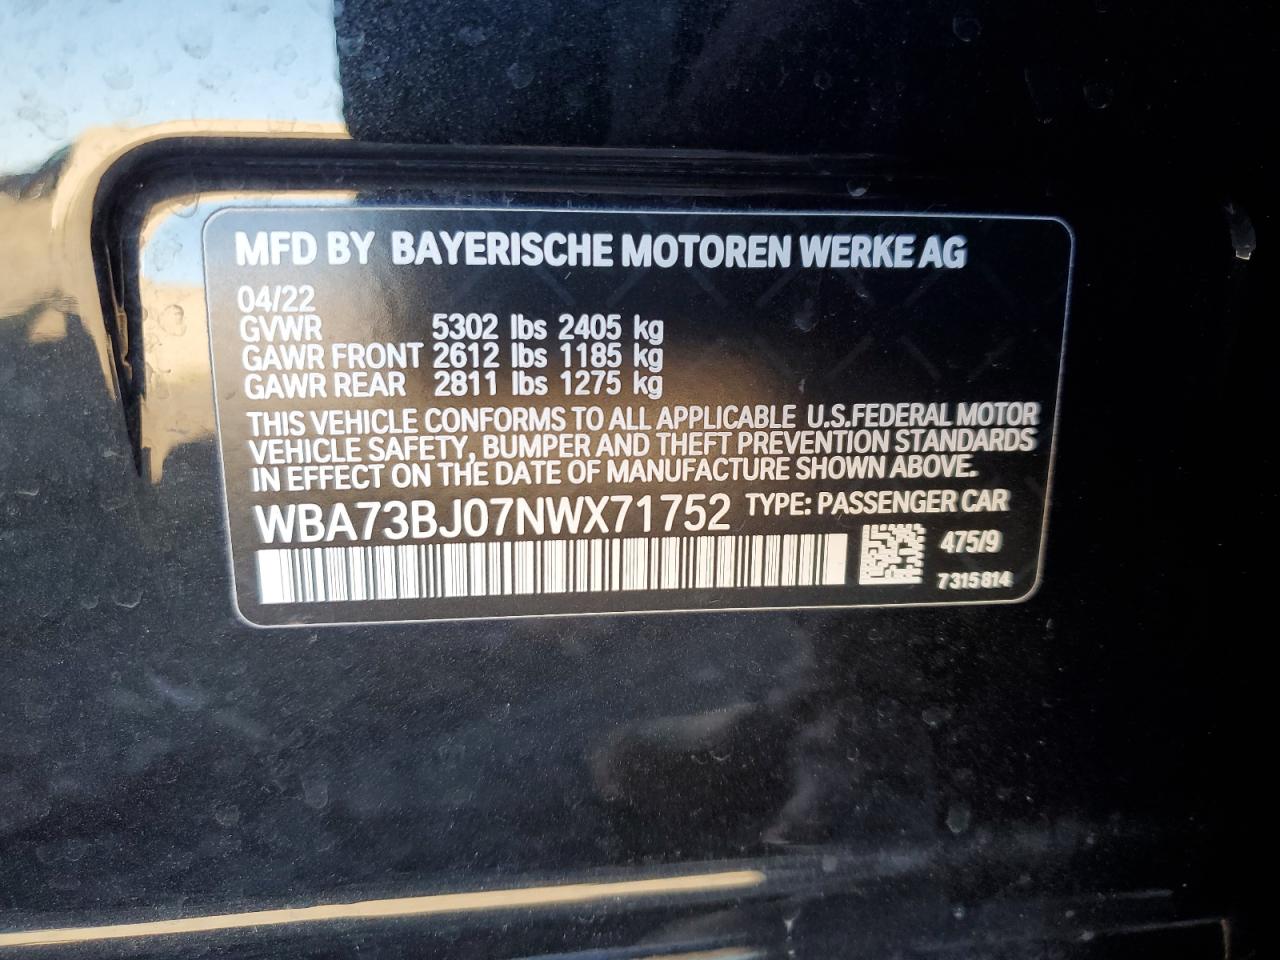 MFD BY BAYERISCHE MOTOREN WERKE AG
04/22
GVWR 5302 lbs 2405 kg
GAWR FRONT 2612 lbs 1185 kg
GAWR REAR 2811 lbs 1275 kg
THIS VEHICLE CONFORMS TO ALL APPLICABLE U.S.FEDERAL MOTOR
VEHICLE SAFETY, BUMPER AND THEFT PREVENTION STANDARDS
IN EFFECT ON THE DATE OF MANUFACTURE SHOWN ABOVE.
WBA73BJ07NWX71752 TYPE: PASSENGER CAR
475/9
7315814